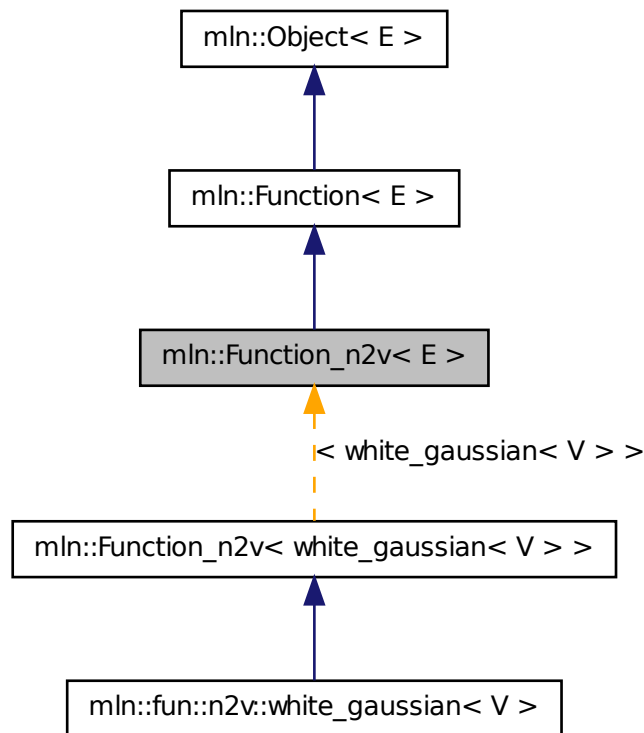 mln::Object< E >
mln::Function< E >
mln::Function_n2v< E >
< white_gaussian< V > >
mln::Function_n2v< white_gaussian< V > >
mln::fun::n2v::white_gaussian< V >